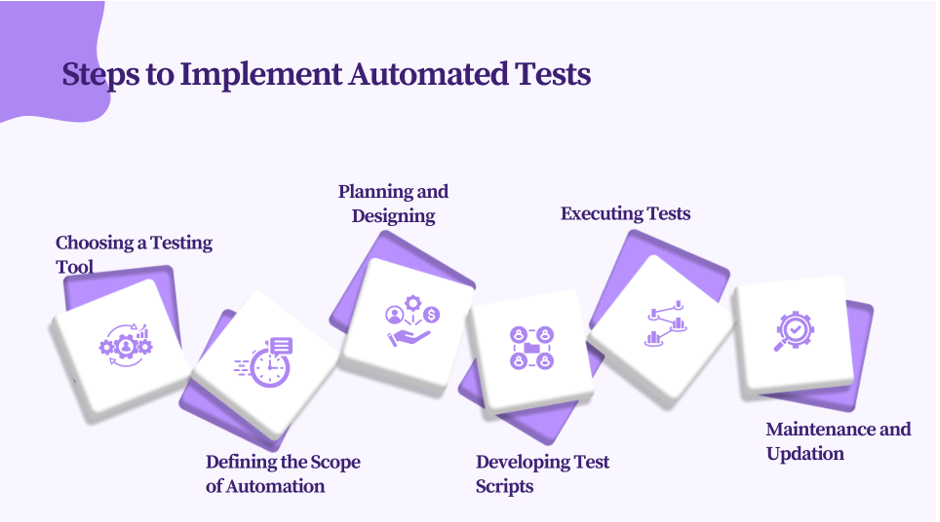 Steps to Implement Automated Tests
Choosing a Testing
Tool
Defining the Scope
of Automation
Planning and
Designing
Developing Test
Scripts
Executing Tests
Maintenance and
Updation